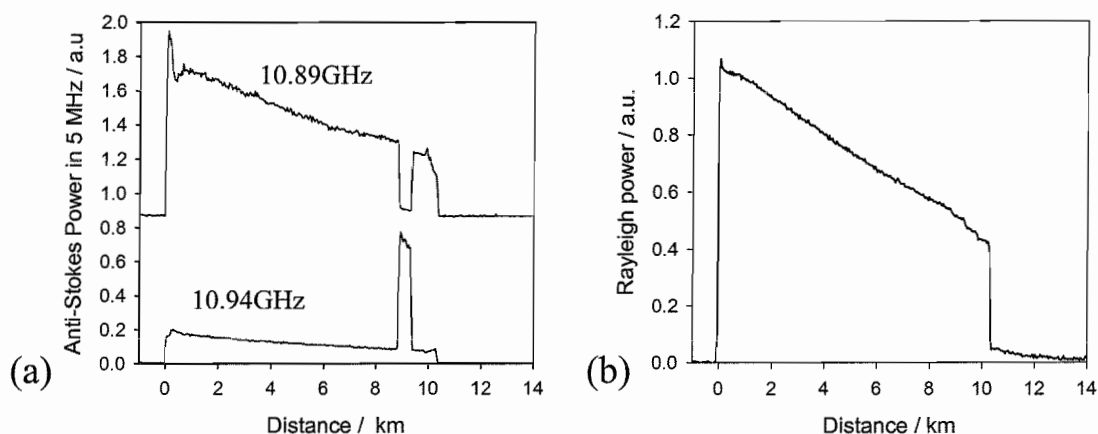 (a)
Anti-Stokes Power in 5 MHz / a.u
2.0
1.8
1.6
1.4
1.2
1.0
0.8
0.6
0.4
0.2
0.0
10.89GHz
10.94GHz
0 2 4 6 8 10 12 14
Distance / km
(b)
Rayleigh power / a.u.
1.2
1.0
0.8
0.6
0.4
0.2
0.0
0 2 4 6 8 10 12 14
Distance / km